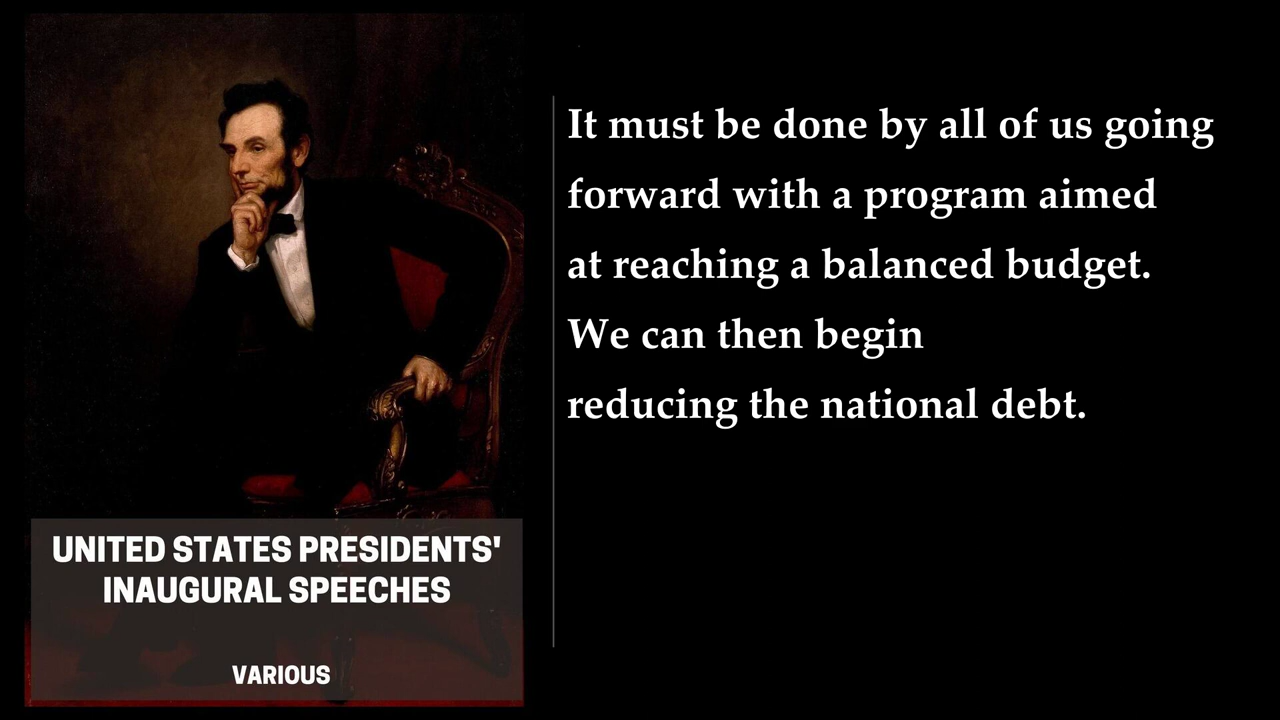 It must be done by all of us going
forward with a program aimed
at reaching a balanced budget.
We can then begin
reducing the national debt.
UNITED STATES PRESIDENTS'
INAUGURAL SPEECHES
VARIOUS